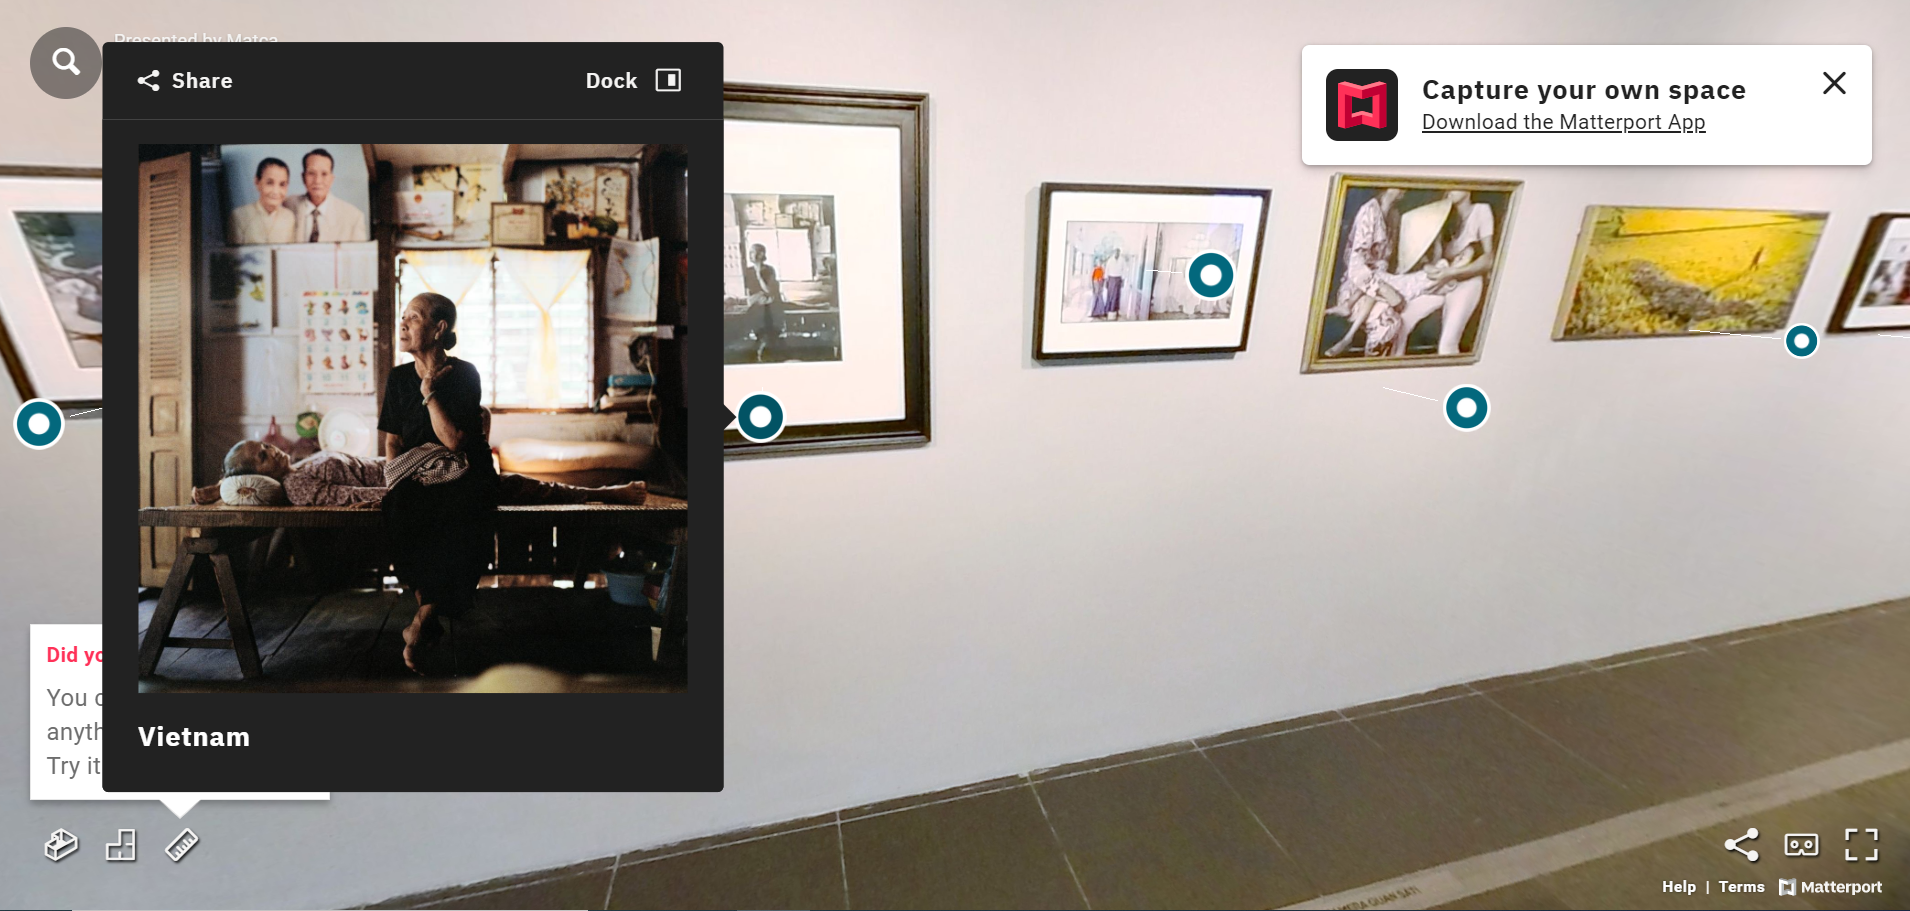 Presented by Matca
Share
Dock
Capture your own space
Download the Matterport App
Did yo
You c
anyth
Try it
Vietnam
Help | Terms
Matterport